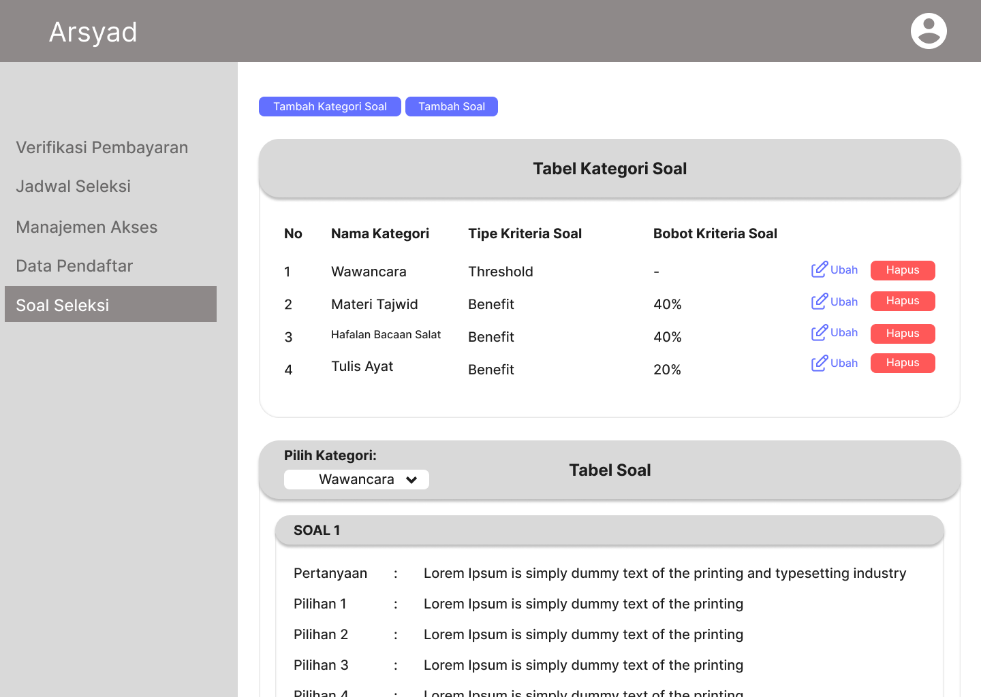 Arsyad
Tambah Kategori Soal Tambah Soal
Verifikasi Pembayaran
Jadwal Seleksi
Manajemen Akses
Data Pendaftar
Soal Seleksi
Tabel Kategori Soal
No Nama Kategori Tipe Kriteria Soal Bobot Kriteria Soal
1 Wawancara Threshold - Ubah Hapus
2 Materi Tajwid Benefit 40% Ubah Hapus
3 Hafalan Bacaan Salat Benefit 40% Ubah Hapus
4 Tulis Ayat Benefit 20% Ubah Hapus
Pilih Kategori:
Wawancara
Tabel Soal
SOAL 1
Pertanyaan : Lorem Ipsum is simply dummy text of the printing and typesetting industry
Pilihan 1 : Lorem Ipsum is simply dummy text of the printing
Pilihan 2 : Lorem Ipsum is simply dummy text of the printing
Pilihan 3 : Lorem Ipsum is simply dummy text of the printing
Pilihan 4 : Lorem Ipsum is simply dummy text of the printing